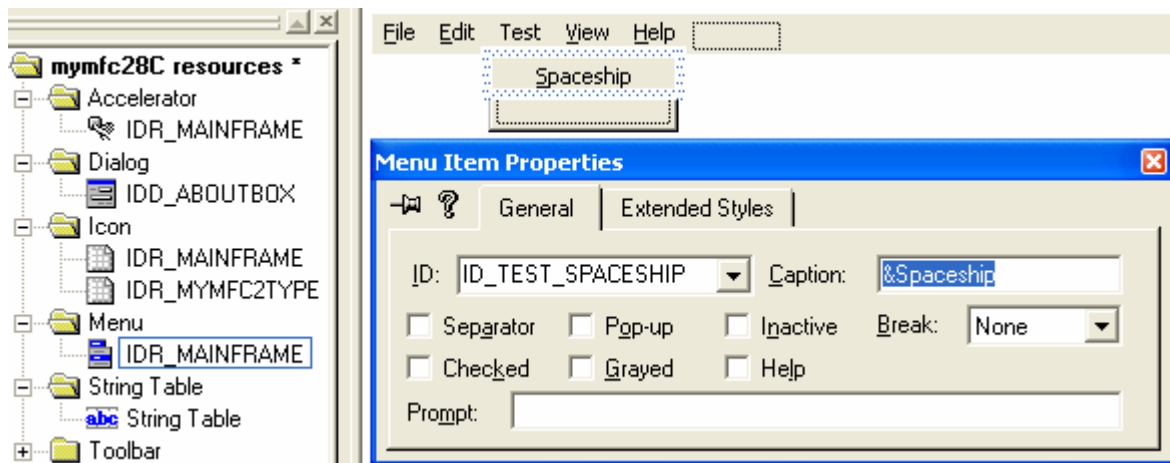 mymfc28C resources *
Accelerator
IDR_MAINFRAME
Dialog
IDD_ABOUTBOX
Icon
IDR_MAINFRAME
IDR_MYMFC2TYPE
Menu
IDR_MAINFRAME
String Table
abc String Table
Toolbar
File Edit Test View Help
Spaceship
Menu Item Properties
General Extended Styles
ID: ID_TEST_SPACESHIP Caption: &Spaceship
Separator Pop-up Inactive Break: None
Checked Grayed Help
Prompt: